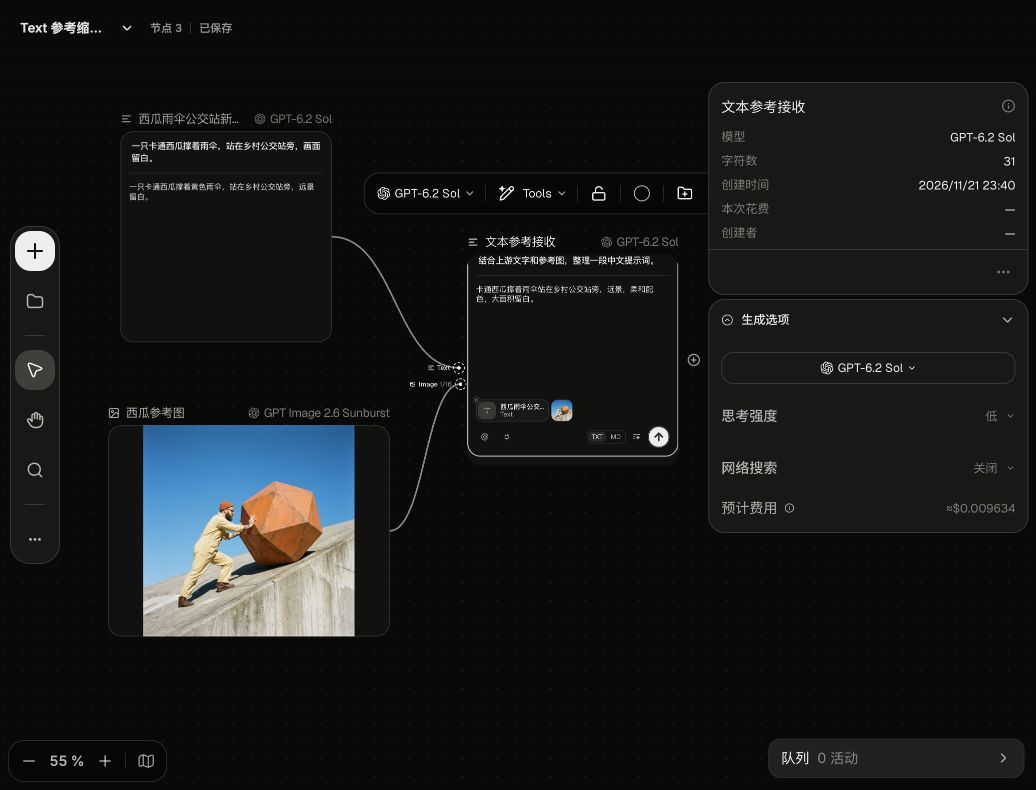 Text 参考缩...
节点 3
已保存
西瓜雨伞公交站新...
GPT-6.2 Sol
一只卡通西瓜撑着雨伞，站在乡村公交站旁，画面
留白。
一只卡通西瓜撑着黄色雨伞，站在乡村公交站旁，远景
留白。
GPT-6.2 Sol
Tools
文本参考接收
GPT-6.2 Sol
结合上游文字和参考图，整理一段中文提示词。
卡通西瓜撑着雨伞站在乡村公交站旁，远景，柔和配
色，大面积留白。
Text
Image 1/16
西瓜雨伞公交...
Text
TXT
MD
西瓜参考图
GPT Image 2.6 Sunburst
文本参考接收
模型
GPT-6.2 Sol
字符数
31
创建时间
2026/11/21 23:40
本次花费
—
创建者
—
生成选项
GPT-6.2 Sol
思考强度
低
网络搜索
关闭
预计费用
≈$0.009634
55 %
队列
0 活动